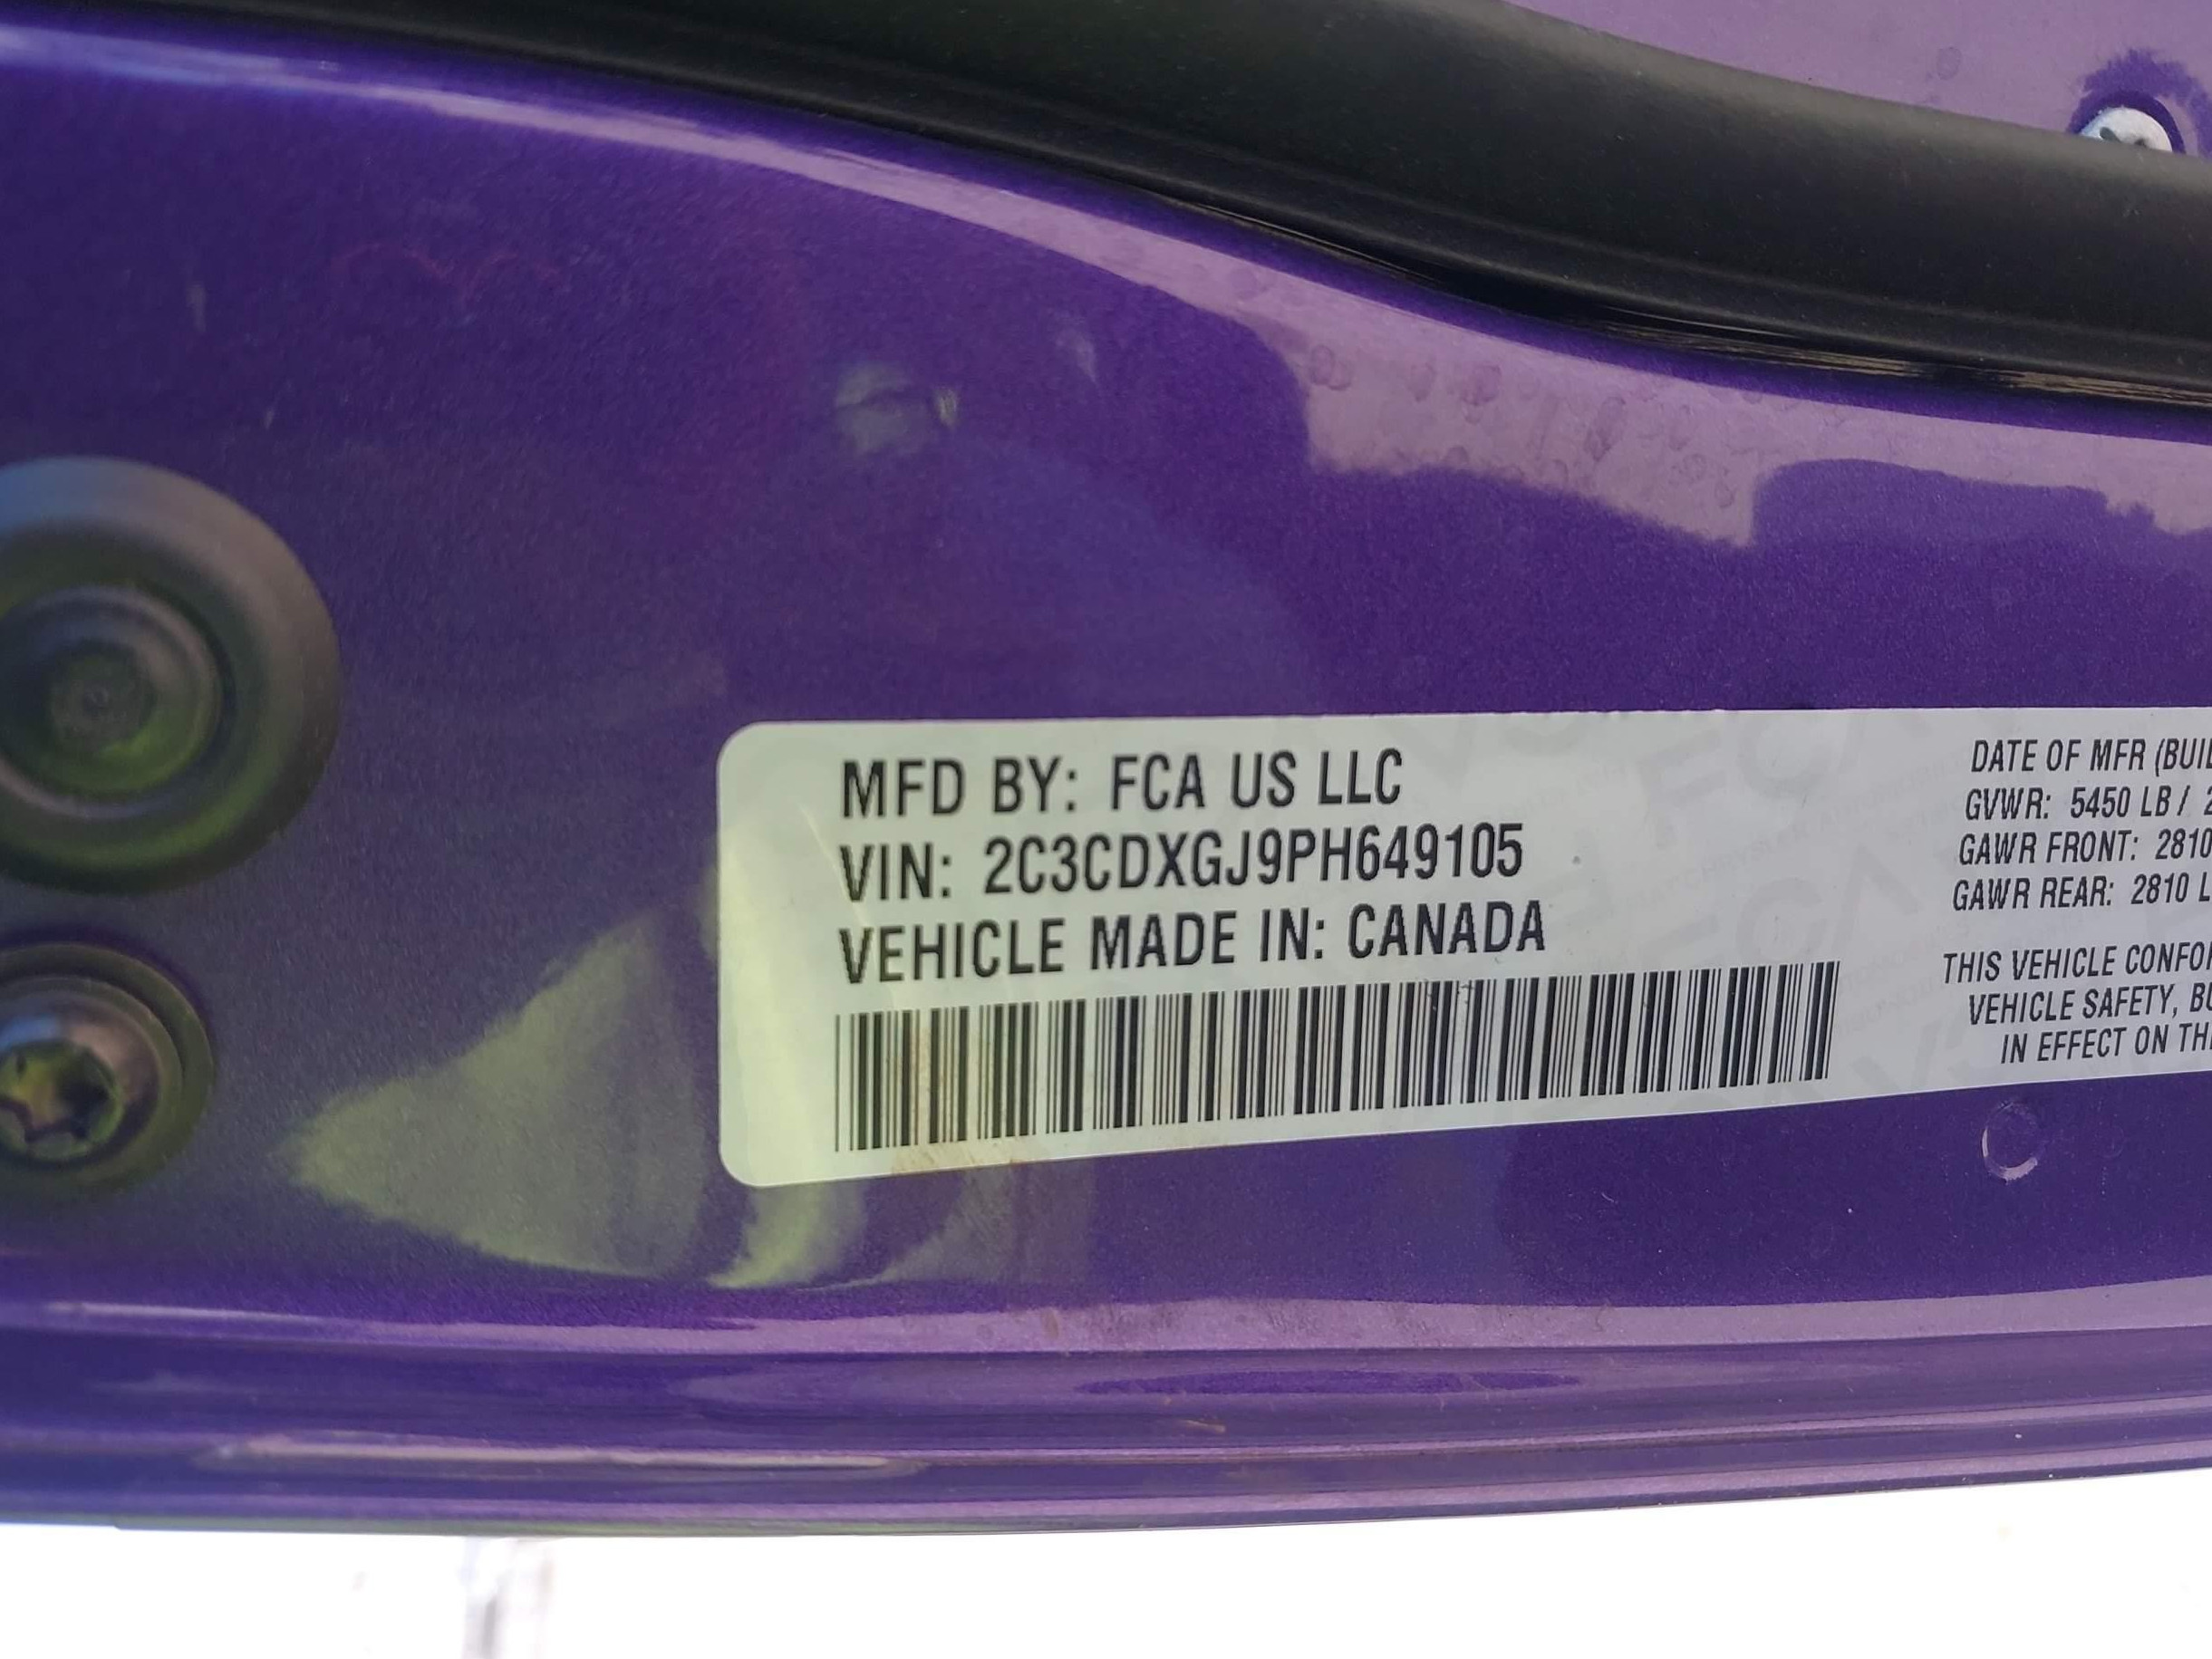 MFD BY: FCA US LLC
VIN: 2C3CDXGJ9PH649105
VEHICLE MADE IN: CANADA
DATE OF MFR
GVWR: 5450 LB /
GAWR FRONT: 2810
GAWR REAR: 2810
THIS VEHICLE
VEHICLE SAFETY,
IN EFFECT ON